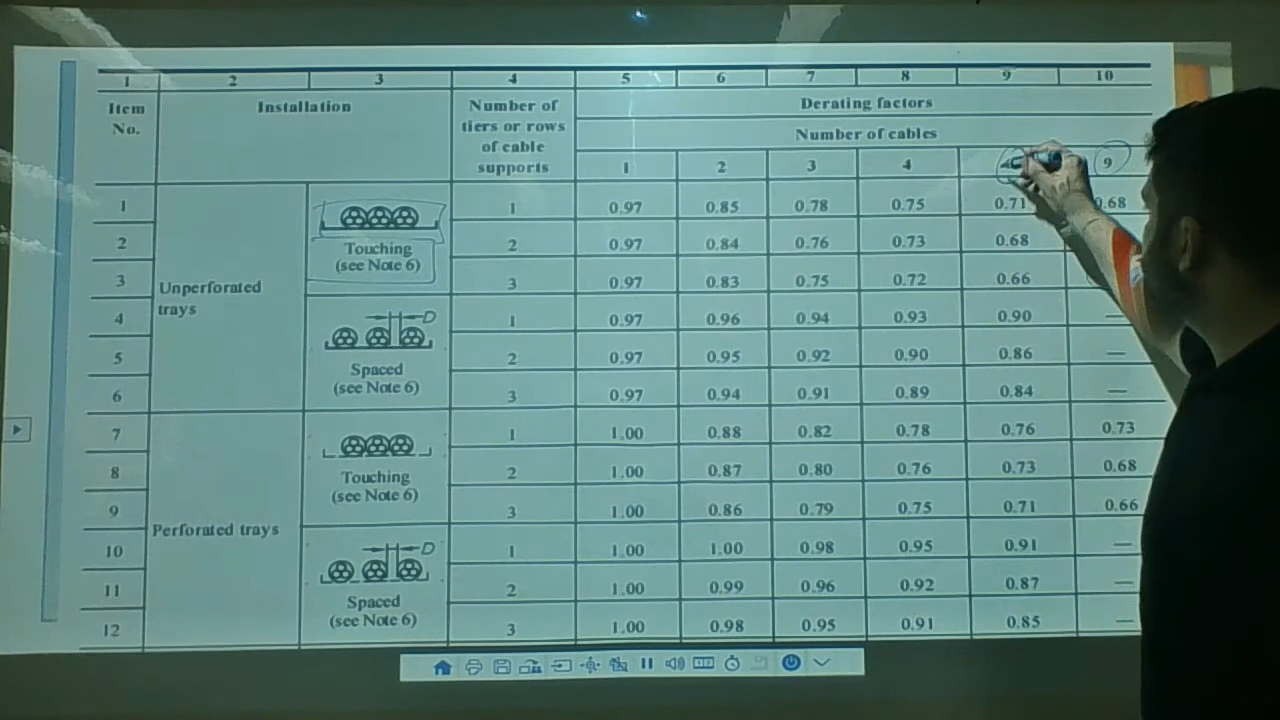 1 2 3 4 5 6 7 8 9 10
Item No. Installation Number of tiers or rows of cable supports Derating factors
Number of cables
1 2 3 4 9
1 Unperforated trays Touching (see Note 6) 1 0.97 0.85 0.78 0.75 0.71 0.68
2 2 0.97 0.84 0.76 0.73 0.68
3 3 0.97 0.83 0.75 0.72 0.66
4 D Spaced (see Note 6) 1 0.97 0.96 0.94 0.93 0.90 —
5 2 0.97 0.95 0.92 0.90 0.86 —
6 3 0.97 0.94 0.91 0.89 0.84 —
7 Perforated trays Touching (see Note 6) 1 1.00 0.88 0.82 0.78 0.76 0.73
8 2 1.00 0.87 0.80 0.76 0.73 0.68
9 3 1.00 0.86 0.79 0.75 0.71 0.66
10 D Spaced (see Note 6) 1 1.00 1.00 0.98 0.95 0.91 —
11 2 1.00 0.99 0.96 0.92 0.87 —
12 3 1.00 0.98 0.95 0.91 0.85 —